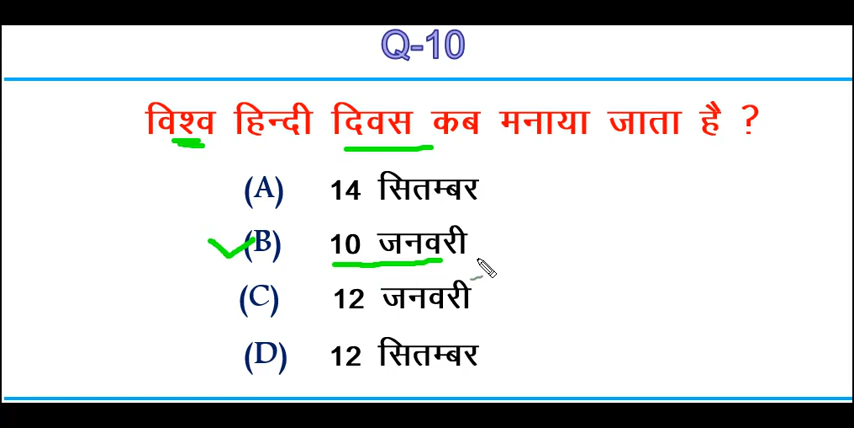 Q-10
विश्व हिन्दी दिवस कब मनाया जाता है ?
(A) 14 सितम्बर
(B) 10 जनवरी
(C) 12 जनवरी
(D) 12 सितम्बर